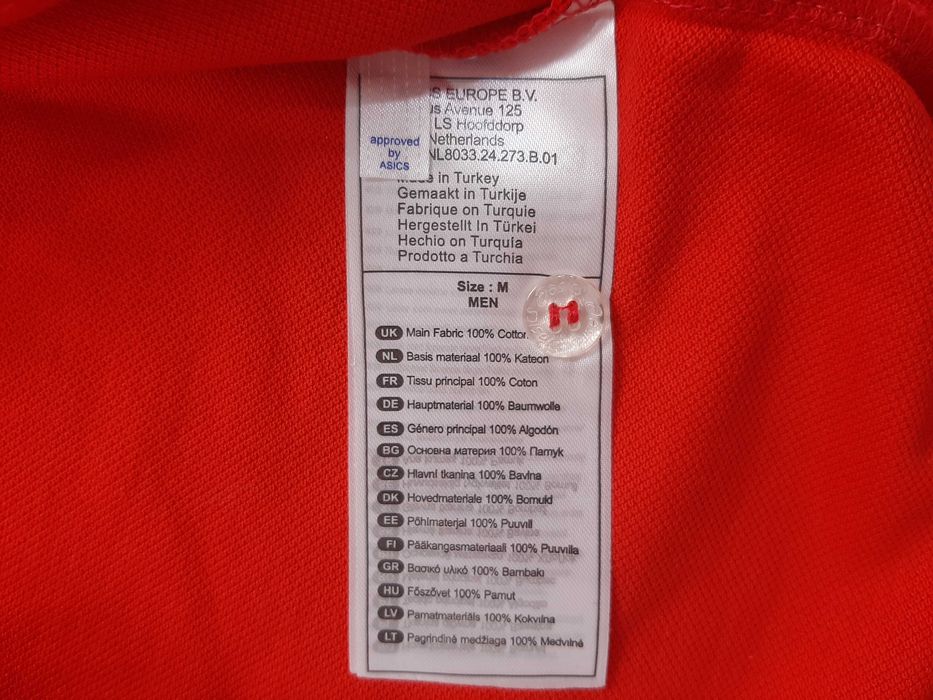 S EUROPE B.V.
us Avenue 125
LS Hoofddorp
Netherlands
NL8033.24.273.B.01
approved
by
ASICS
Made in Turkey
Gemaakt in Turkije
Fabrique on Turquie
Hergestellt In Türkei
Hechio on Turquía
Prodotto a Turchia
Size : M
MEN
UK Main Fabric 100% Cotton
NL Basis materiaal 100% Kateon
FR Tissu principal 100% Coton
DE Hauptmaterial 100% Baumwolle
ES Género principal 100% Algodón
BG Основна материя 100% Памук
CZ Hlavní tkanina 100% Bavlna
DK Hovedmateriale 100% Bomuld
EE Põhimaterjal 100% Puuvill
FI Pääkangasmateriaali 100% Puuvilla
GR Βασικό υλικό 100% Bambaki
HU Főszövet 100% Pamut
LV Pamatmateriāls 100% Kokvilna
LT Pagrindinė medžiaga 100% Medvilnė